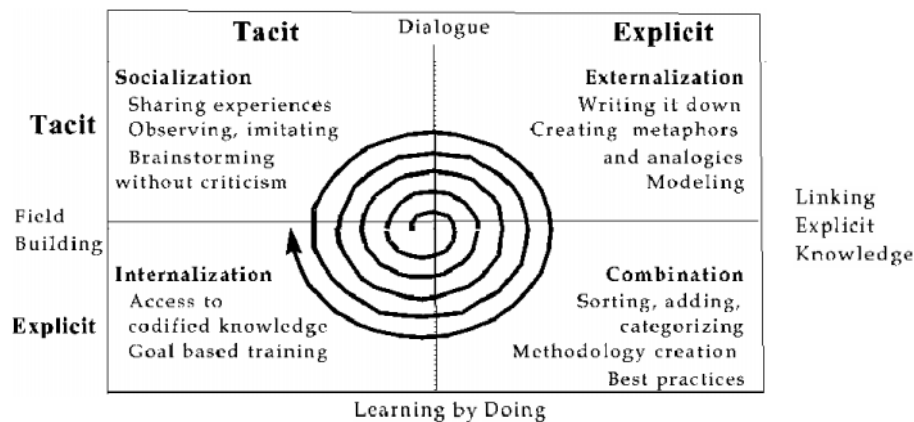 Tacit
Dialogue
Explicit
Socialization
Sharing experiences
Observing, imitating
Brainstorming
without criticism
Externalization
Writing it down
Creating metaphors
and analogies
Modeling
Tacit
Field
Building
Linking
Explicit
Knowledge
Internalization
Access to
codified knowledge
Goal based training
Combination
Sorting, adding,
categorizing
Methodology creation
Best practices
Explicit
Learning by Doing